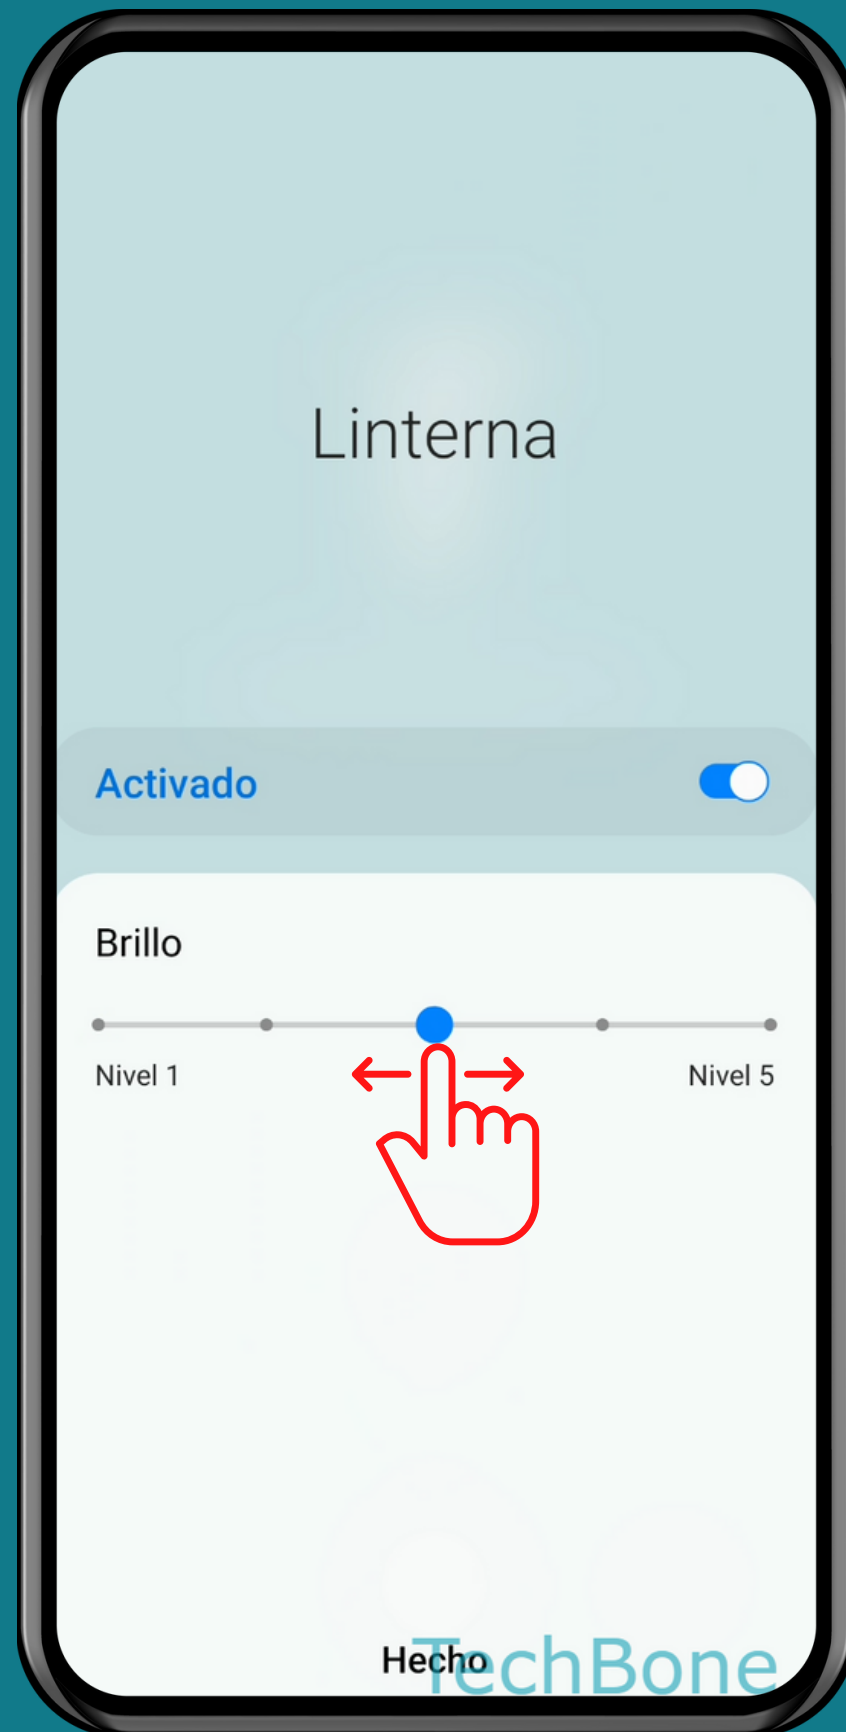 Linterna
Activado
Brillo
Nivel 1
Nivel 5
Hecho
TechBone